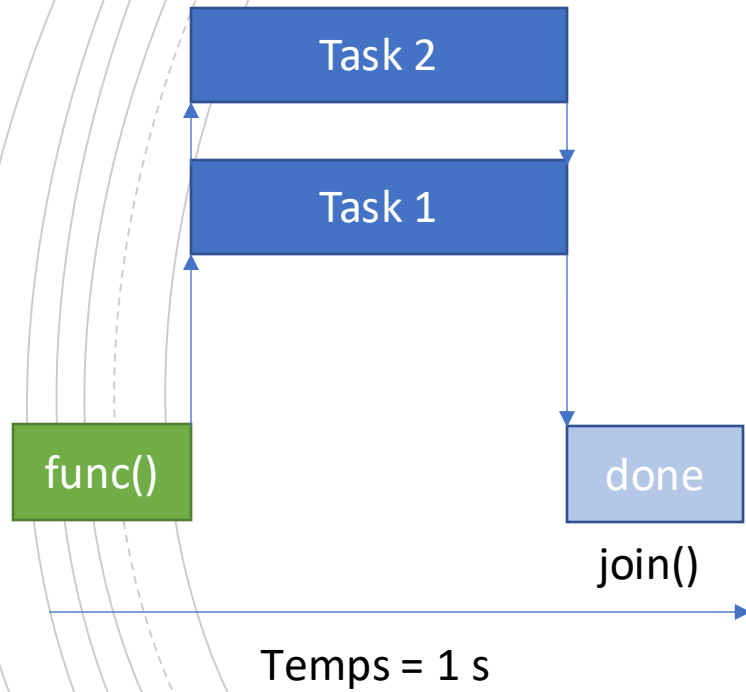 Task 2
Task 1
func()
done
join()
Temps = 1 s